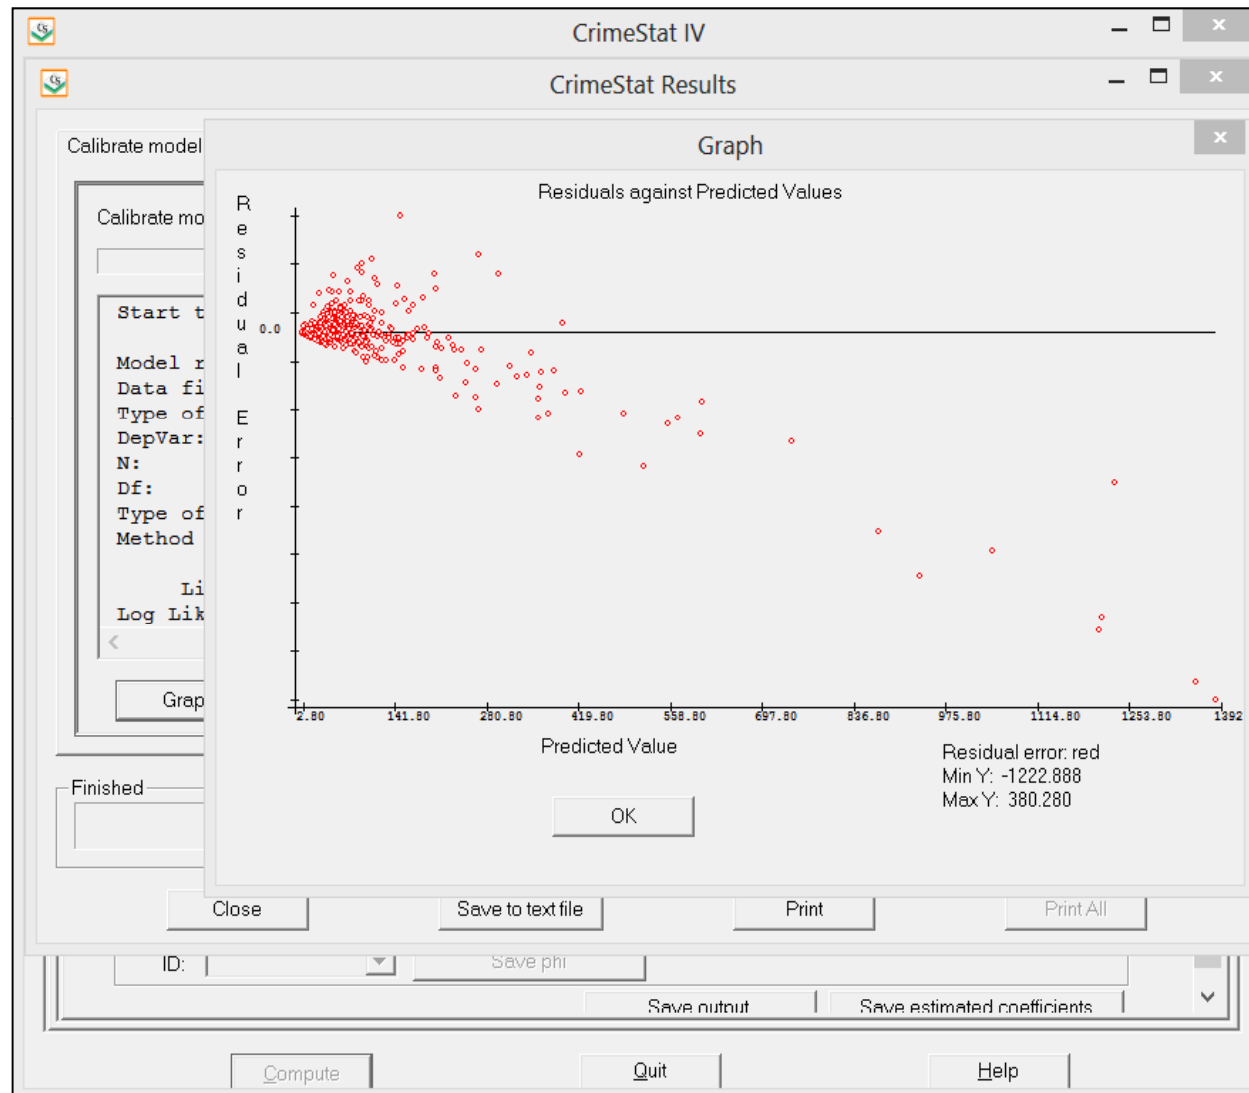 CrimeStat IV
CrimeStat Results
Calibrate model
Graph
Residuals against Predicted Values
Calibrate mo
Residual Error
0.0
Start t
Model r
Data fi
Type of
DepVar:
N:
Df:
Type of
Method
Li
Log Lik
Grap
2.80 141.80 280.80 419.80 558.80 697.80 836.80 975.80 1114.80 1253.80 1392
Predicted Value
Residual error: red
Min Y: -1222.888
Max Y: 380.280
OK
Finished
Close Save to text file Print Print All
ID: Save phi
Save output Save estimated coefficients
Compute Quit Help